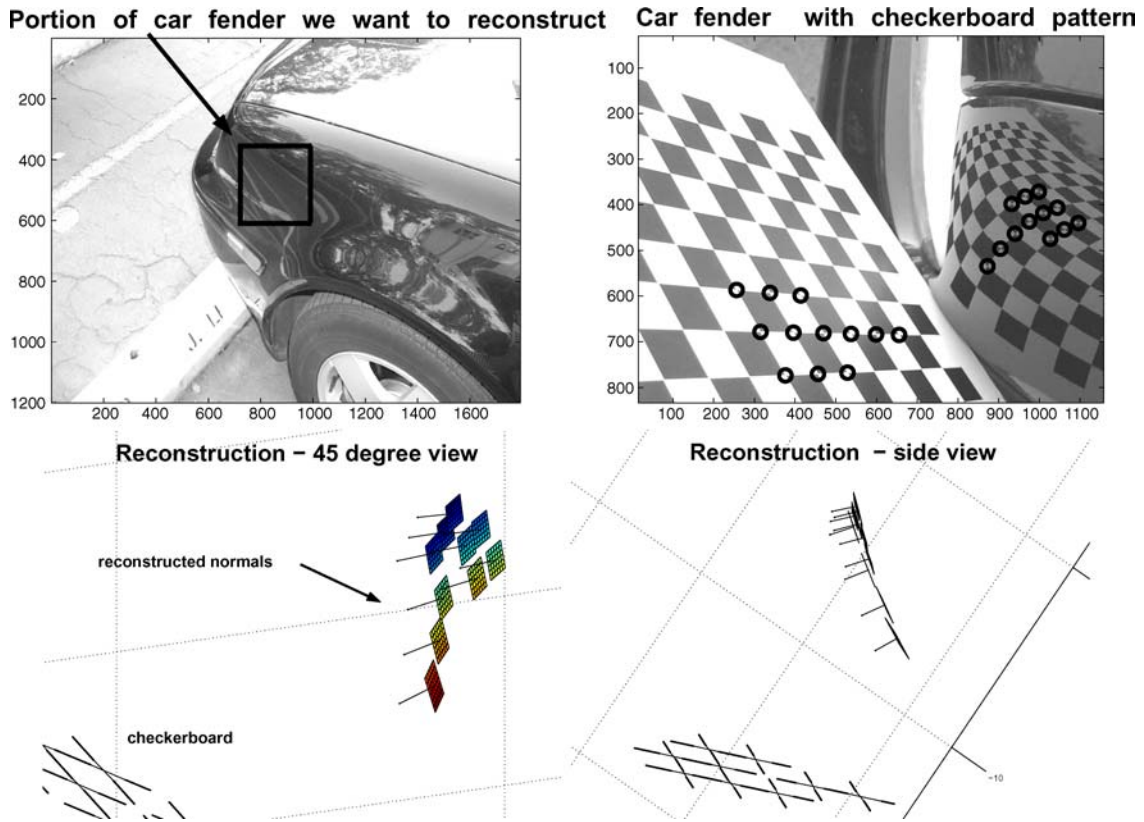 Portion of car fender we want to reconstruct
Car fender with checkerboard pattern
200
400
600
800
1000
1200
200 400 600 800 1000 1200 1400 1600
100
200
300
400
500
600
700
800
100 200 300 400 500 600 700 800 900 1000 1100
Reconstruction – 45 degree view
reconstructed normals
checkerboard
Reconstruction – side view
−10